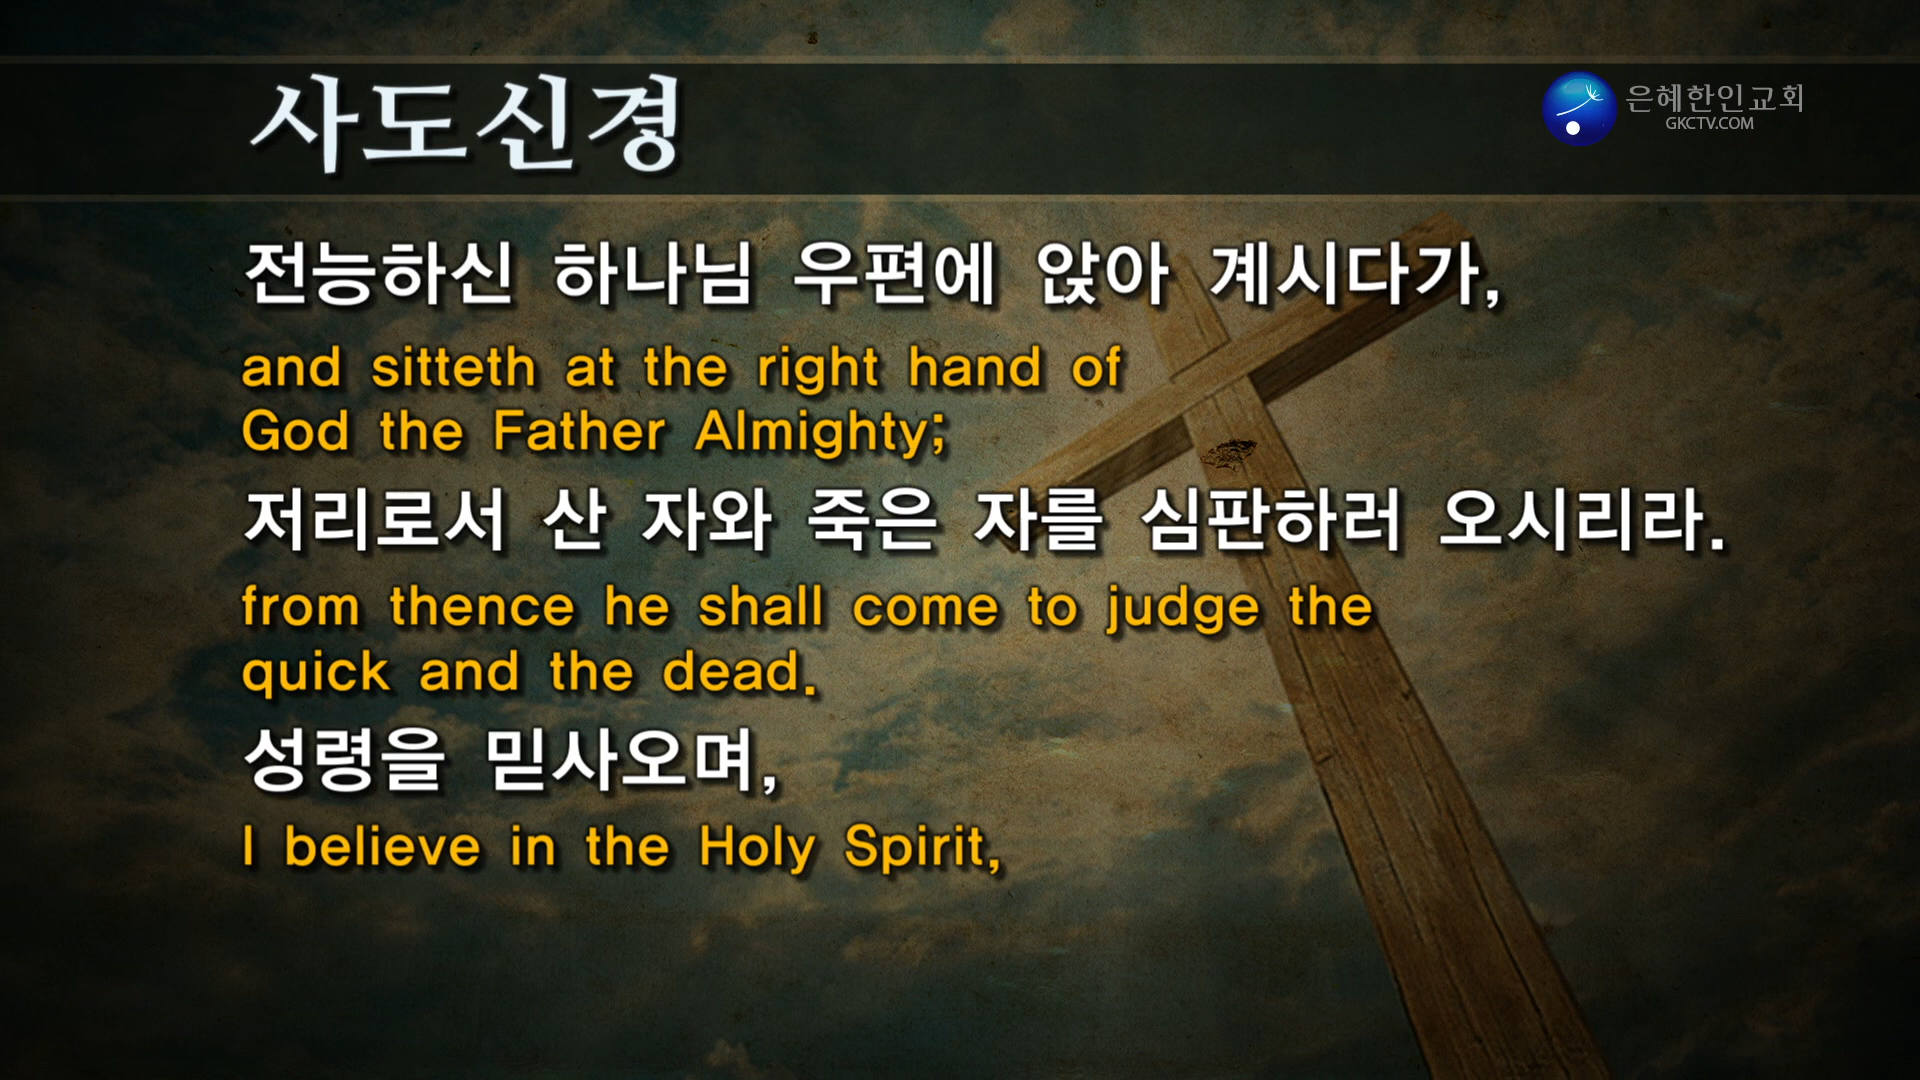 사도신경
은혜한인교회
GKCTV.COM
전능하신 하나님 우편에 앉아 계시다가,
and sitteth at the right hand of
God the Father Almighty;
저리로서 산 자와 죽은 자를 심판하러 오시리라.
from thence he shall come to judge the
quick and the dead.
성령을 믿사오며,
I believe in the Holy Spirit,